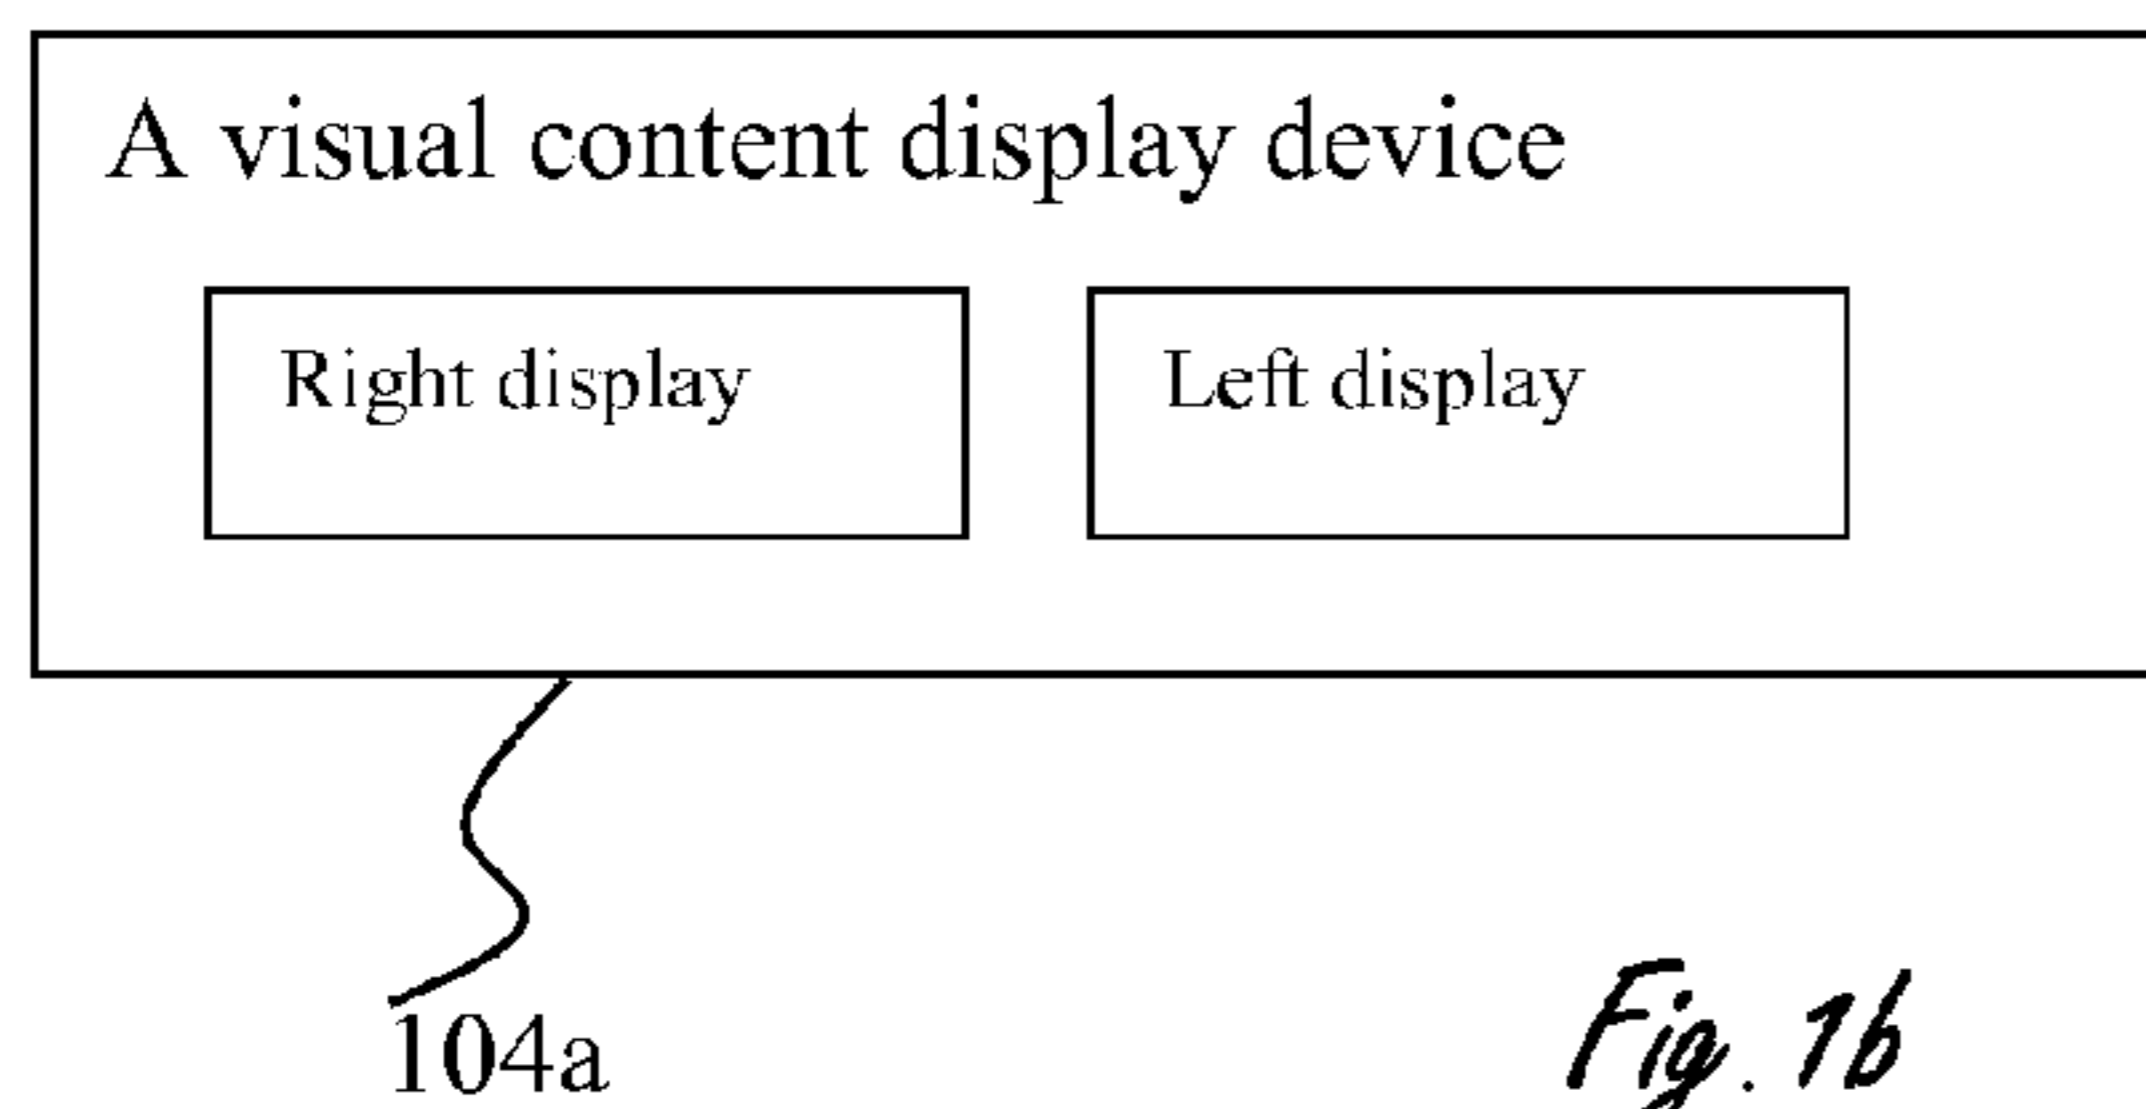 A visual content display device
Right display
Left display
104a
Fig. 1b